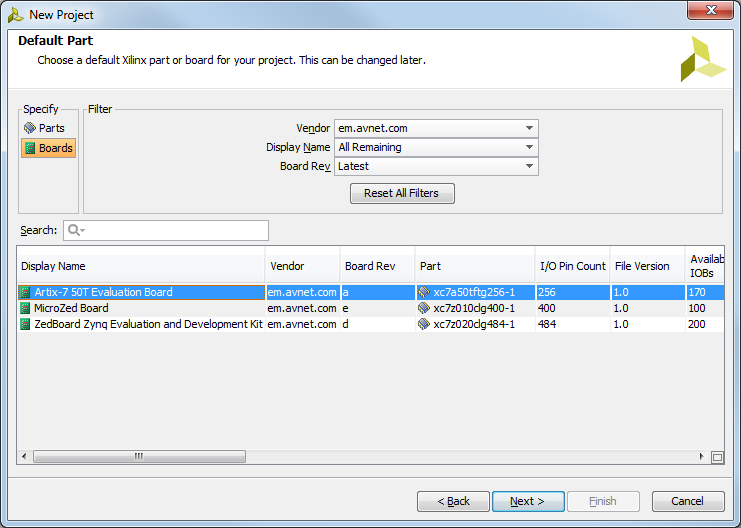 New Project
Default Part
Choose a default Xilinx part or board for your project. This can be changed later.
Specify
Filter
Parts
Boards
Vendor em.avnet.com
Display Name All Remaining
Board Rev Latest
Reset All Filters
Search:
Display Name Vendor Board Rev Part I/O Pin Count File Version Availab
IOBs
Artix-7 50T Evaluation Board em.avnet.com a xc7a50tftg256-1 256 1.0 170
MicroZed Board em.avnet.com e xc7z010clg400-1 400 1.0 100
ZedBoard Zynq Evaluation and Development Kit em.avnet.com d xc7z020clg484-1 484 1.0 200
< Back Next > Finish Cancel